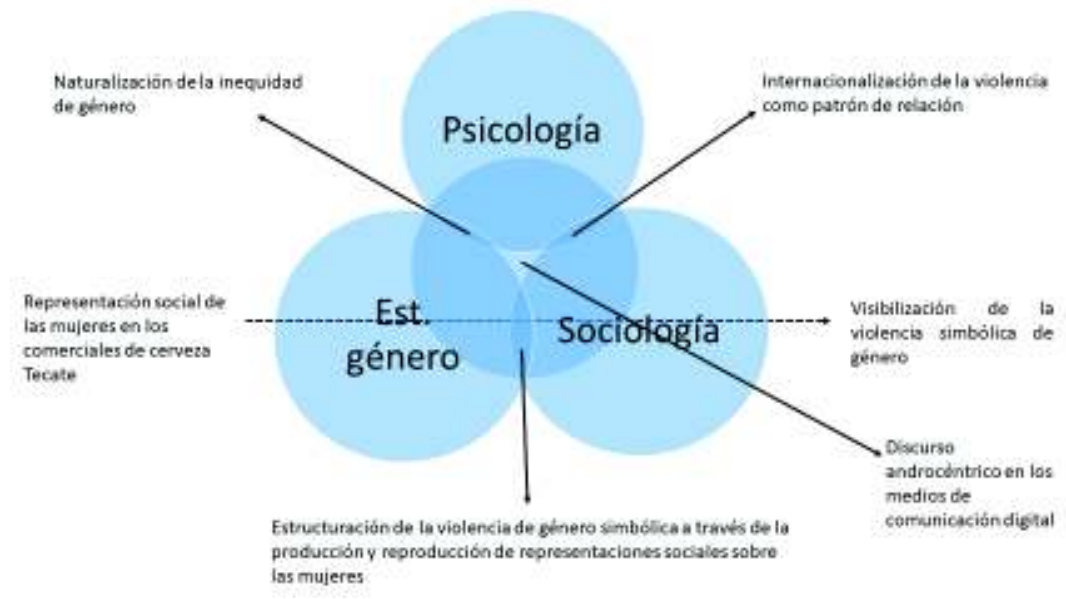 Naturalización de la inequidad
de género
Internacionalización de la violencia
como patrón de relación
Psicología
Representación social de
las mujeres en los
comerciales de cerveza
Tecate
Est.
género
Sociología
Visibilización de la
violencia simbólica de
género
Discurso
androcéntrico en los
medios de
comunicación digital
Estructuración de la violencia de género simbólica a través de la
producción y reproducción de representaciones sociales sobre
las mujeres